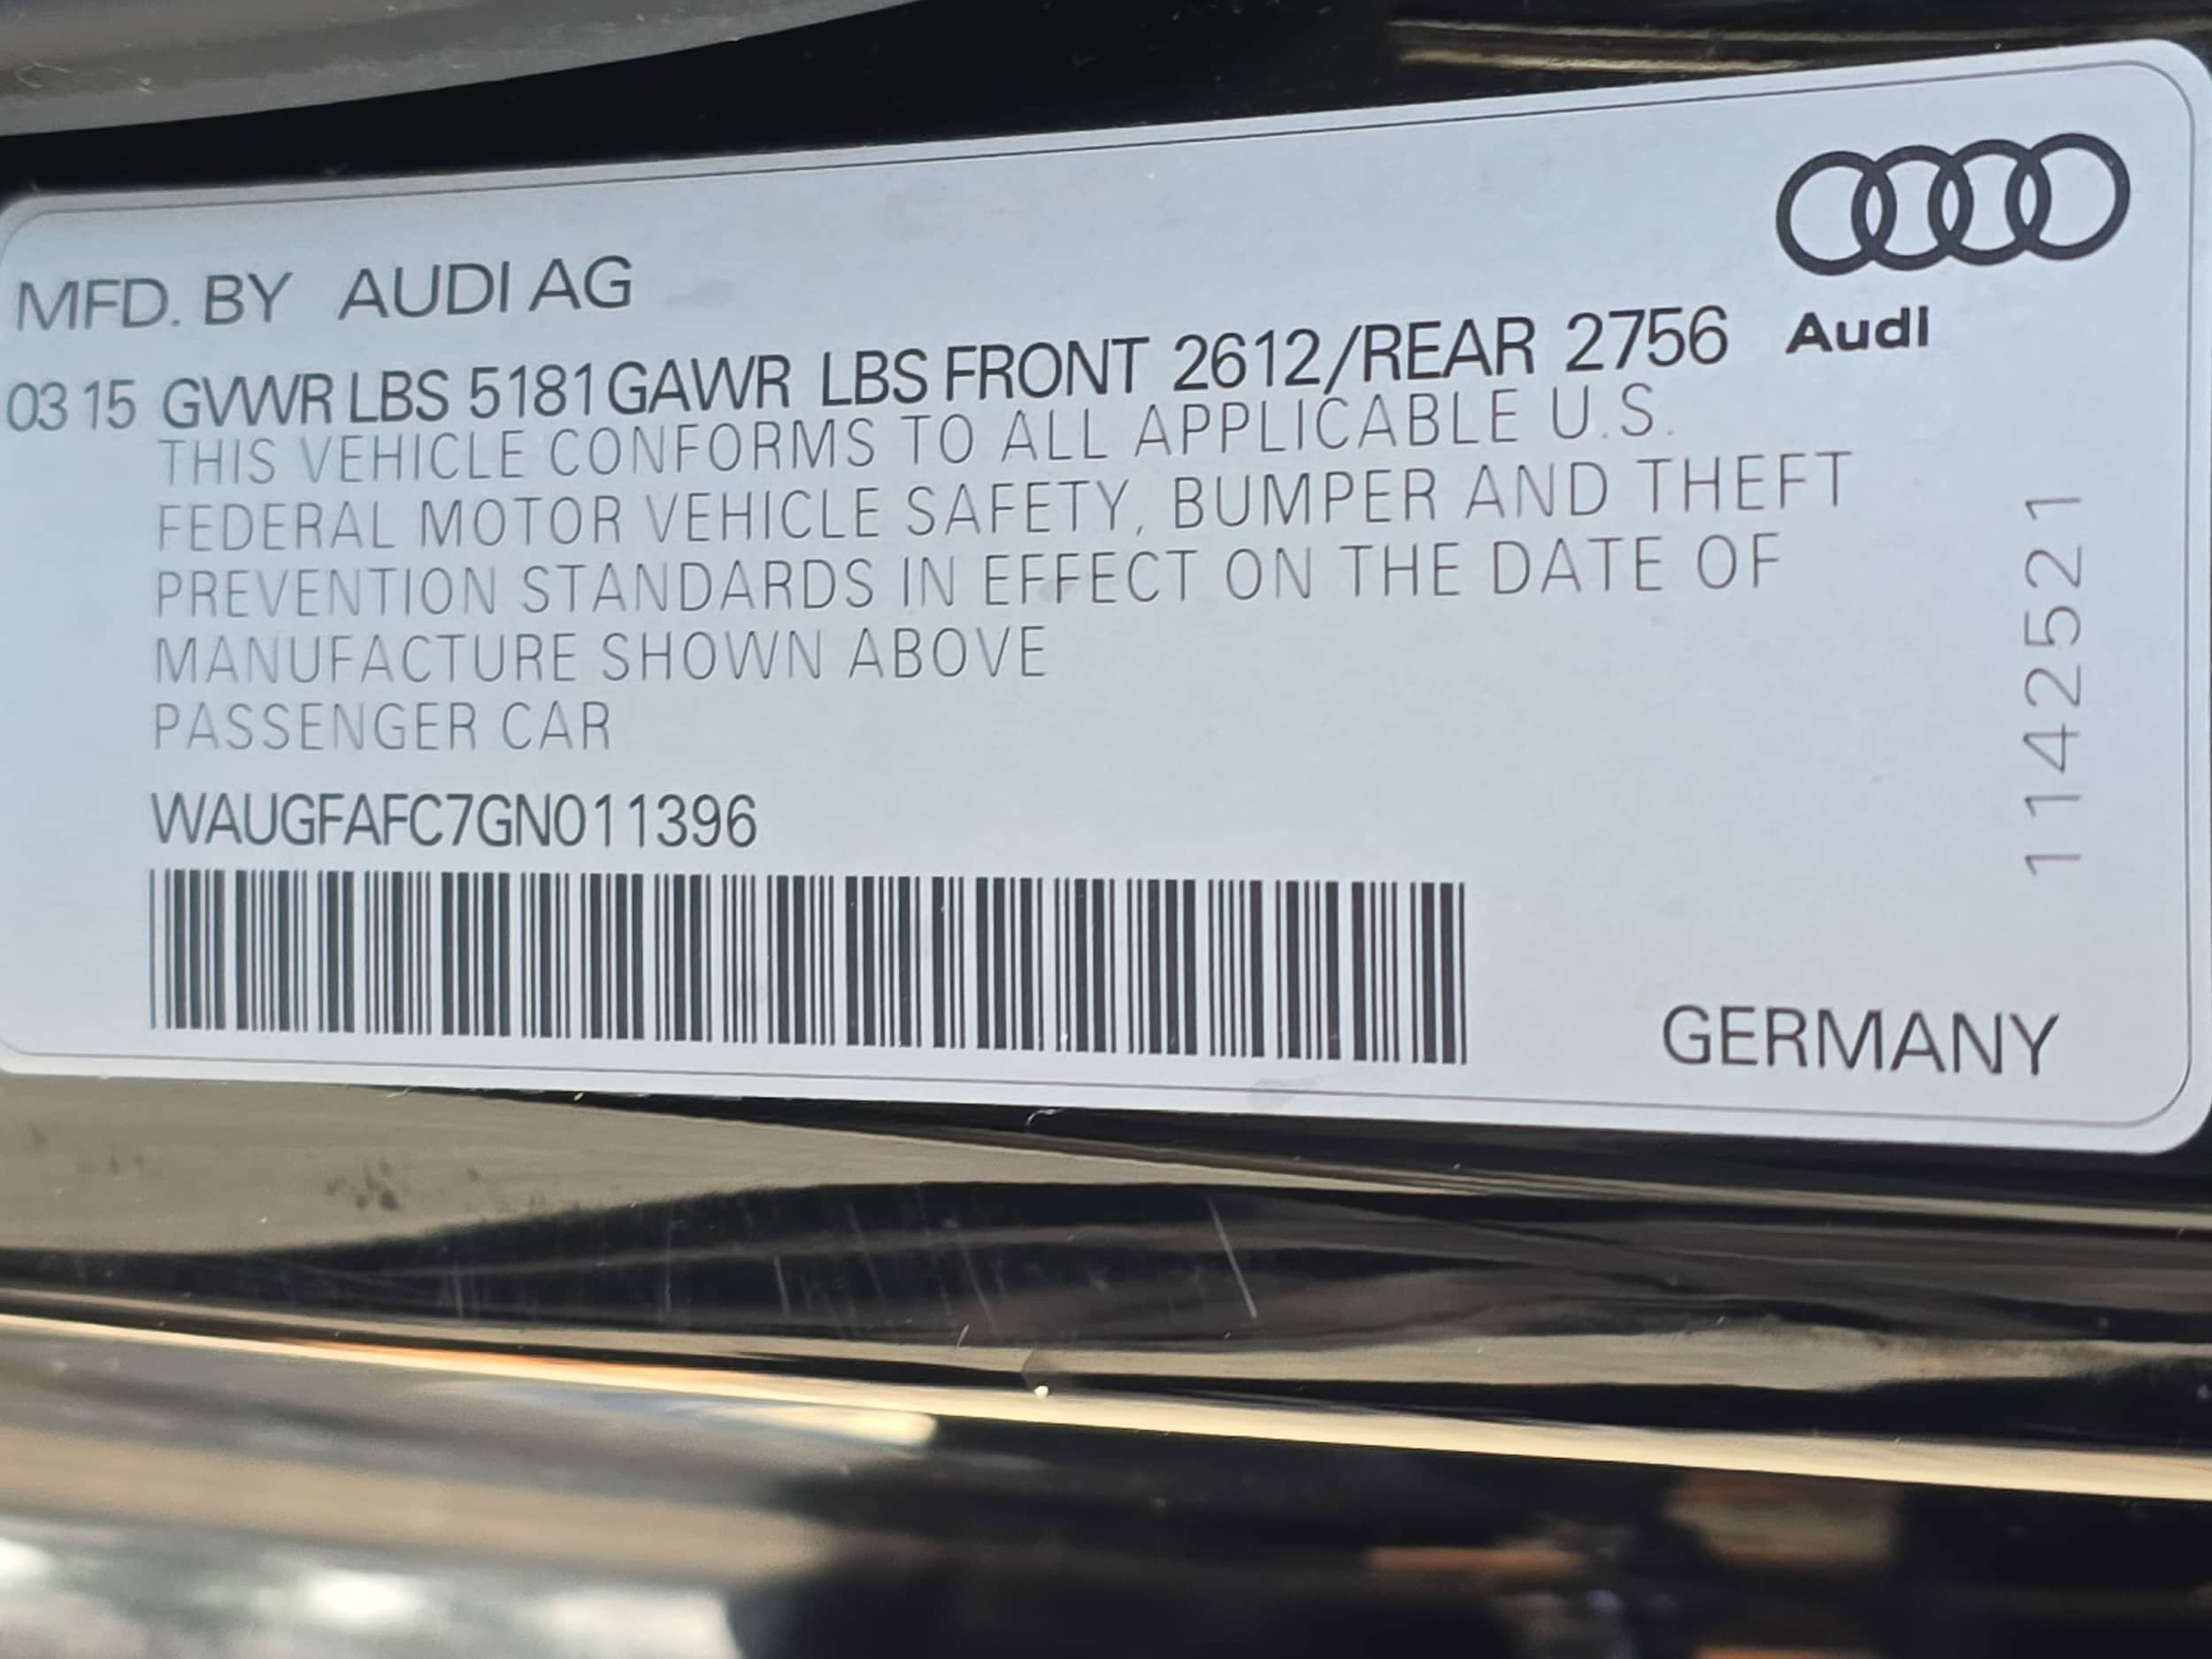 MFD. BY AUDI AG
03 15 GVWR LBS 5181 GAWR LBS FRONT 2612/REAR 2756
Audi
THIS VEHICLE CONFORMS TO ALL APPLICABLE U.S.
FEDERAL MOTOR VEHICLE SAFETY, BUMPER AND THEFT
PREVENTION STANDARDS IN EFFECT ON THE DATE OF
MANUFACTURE SHOWN ABOVE
PASSENGER CAR
WAUGFAFC7GN011396
1142521
GERMANY